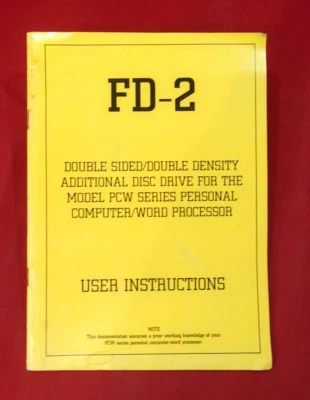 FD-2
DOUBLE SIDED/DOUBLE DENSITY
ADDITIONAL DISC DRIVE FOR THE
MODEL PCW SERIES PERSONAL
COMPUTER/WORD PROCESSOR
USER INSTRUCTIONS
NOTE
This documentation assumes a prior working knowledge of your
PCW series personal computer/word processor